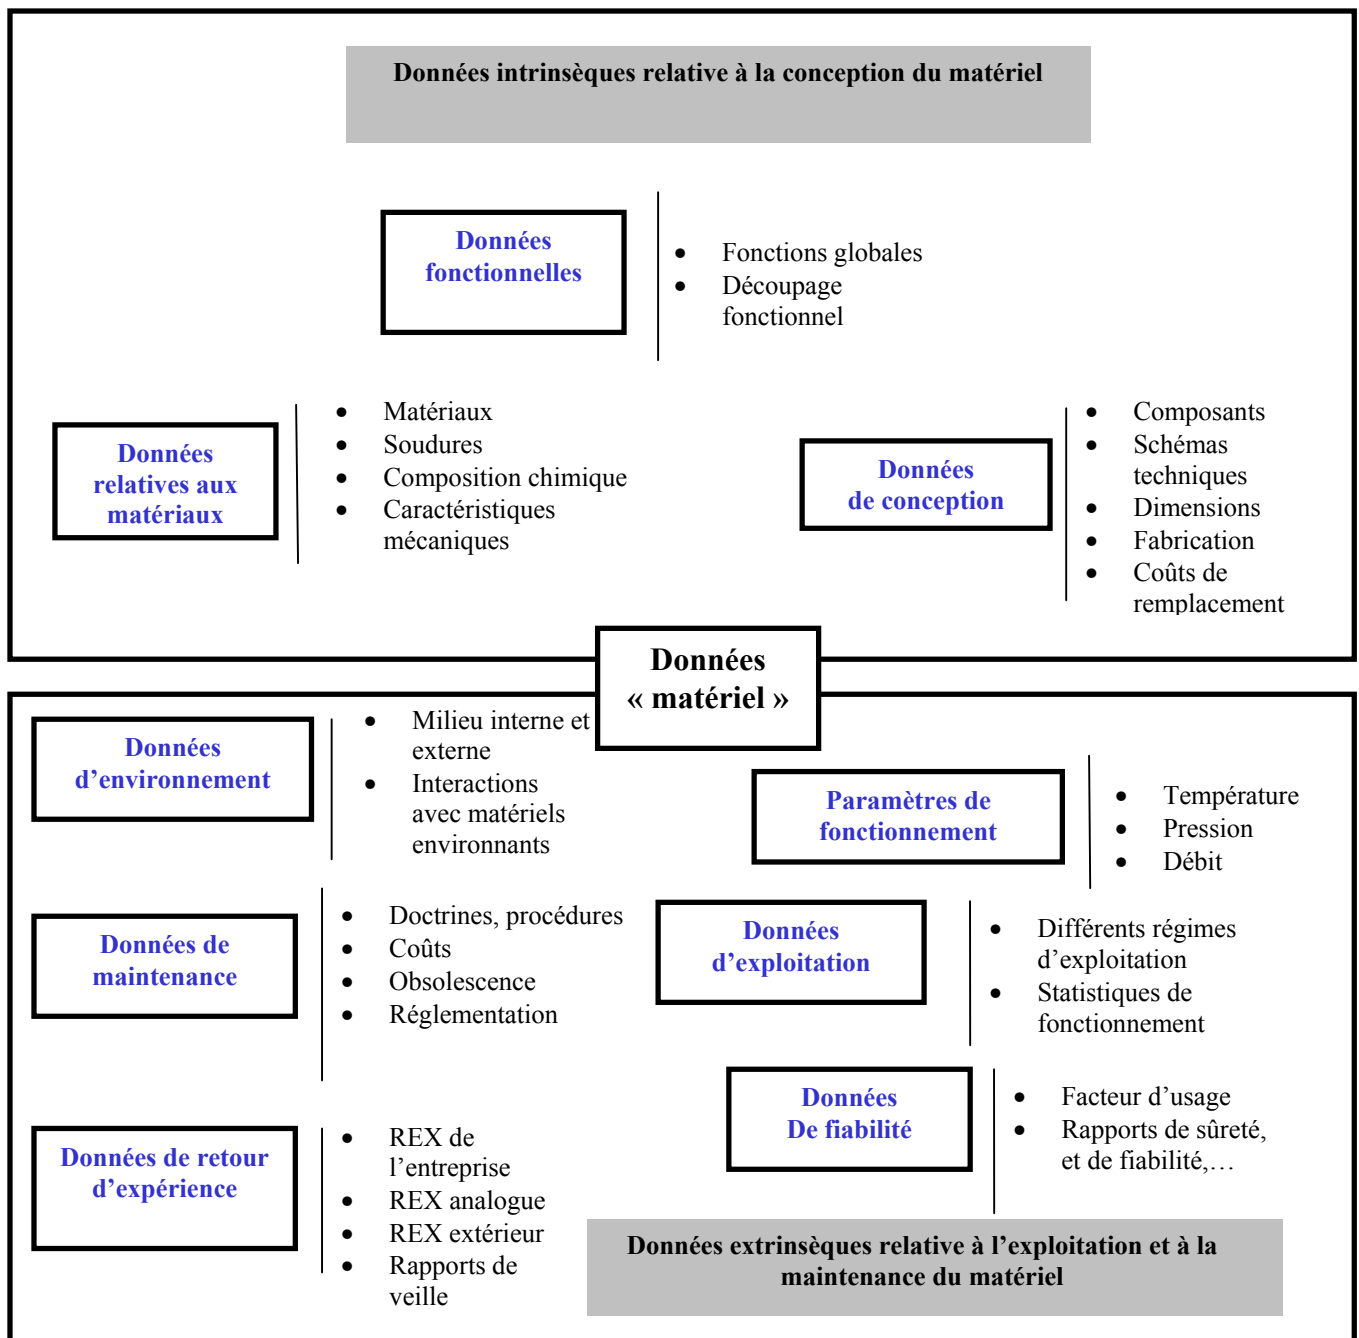 Données intrinsèques relative à la conception du matériel
Données
fonctionnelles
• Fonctions globales
• Découpage
fonctionnel
Données
relatives aux
matériaux
• Matériaux
• Soudures
• Composition chimique
• Caractéristiques
mécaniques
Données
de conception
• Composants
• Schémas
techniques
• Dimensions
• Fabrication
• Coûts de
remplacement
Données
« matériel »
Données
d’environnement
• Milieu interne et
externe
• Interactions
avec matériels
environnants
Paramètres de
fonctionnement
• Température
• Pression
• Débit
Données de
maintenance
• Doctrines, procédures
• Coûts
• Obsolescence
• Réglementation
Données
d’exploitation
• Différents régimes
d’exploitation
• Statistiques de
fonctionnement
Données
De fiabilité
• Facteur d’usage
• Rapports de sûreté,
et de fiabilité,…
Données de retour
d’expérience
• REX de
l’entreprise
• REX analogue
• REX extérieur
• Rapports de
veille
Données extrinsèques relative à l’exploitation et à la
maintenance du matériel